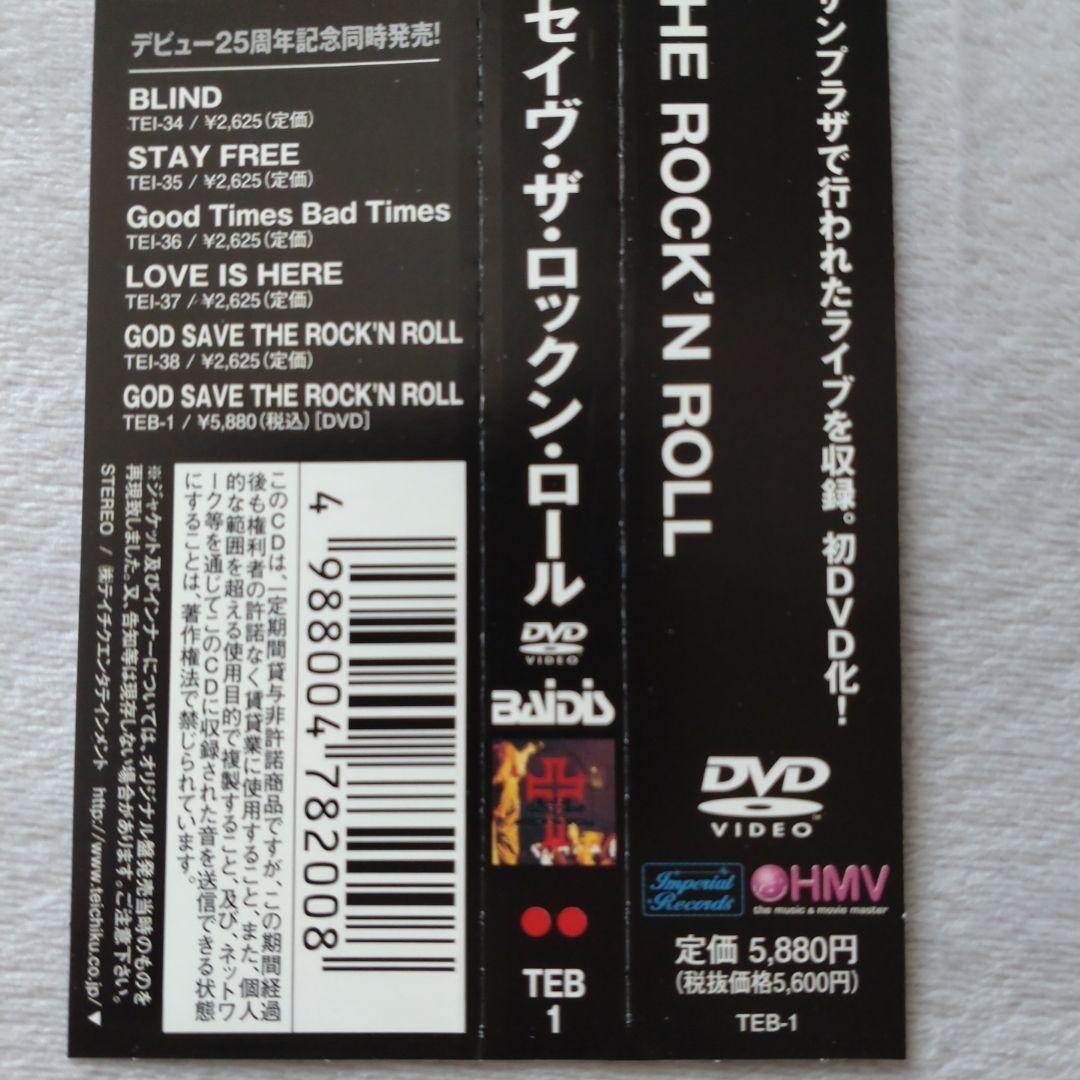 デビュー25周年記念同時発売!
BLIND
TEI-34 / ¥2,625(定価)
STAY FREE
TEI-35 / ¥2,625(定価)
Good Times Bad Times
TEI-36 / ¥2,625(定価)
LOVE IS HERE
TEI-37 / ¥2,625(定価)
GOD SAVE THE ROCK'N ROLL
TEI-38 / ¥2,625(定価)
GOD SAVE THE ROCK'N ROLL
TEB-1 / ¥5,880(税込)[DVD]
このCDは、一定期間貸与非許諾商品ですが、この期間経過
後も権利者の許諾なく賃貸業に使用すること、また、個人
的な範囲を超える使用目的で複製すること、及び、ネットワ
ーク等を通じてこのCDに収録された音を送信できる状態
にすることは、著作権法で禁じられています。
4 988004 782008
※ジャケット及びインナーについては、オリジナル盤発売当時のものを
再現致しました。又、告知等は現存しない場合があります。ご注意下さい。
STEREO / ㈱テイチクエンタテインメント http://www.teichiku.co.jp/▼
セイヴ・ザ・ロックン・ロール
DVD
VIDEO
BAiDiS
TEB
1
HE ROCK'N ROLL
サンプラザで行われたライブを収録。初DVD化!
DVD
VIDEO
Imperial
Records
HMV
the music & movie master
定価 5,880円
(税抜価格5,600円)
TEB-1